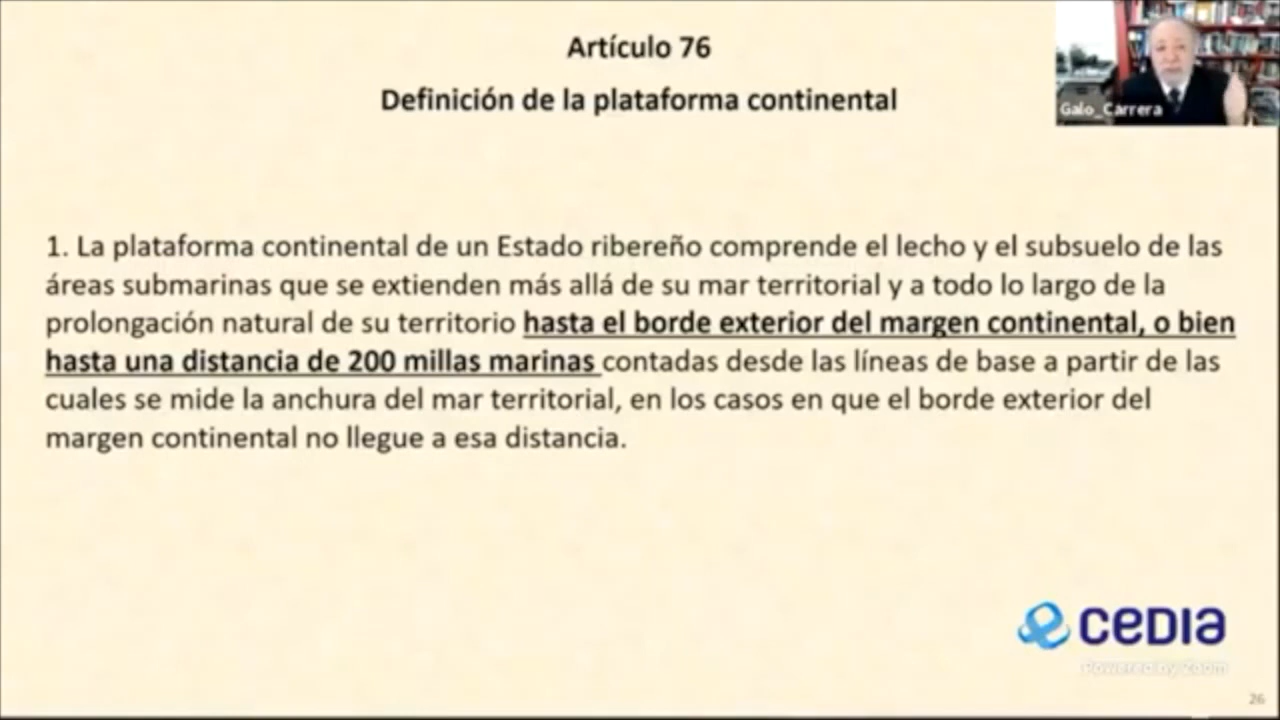 Artículo 76
Definición de la plataforma continental
Galo_Carrera
1. La plataforma continental de un Estado ribereño comprende el lecho y el subsuelo de las
áreas submarinas que se extienden más allá de su mar territorial y a todo lo largo de la
prolongación natural de su territorio hasta el borde exterior del margen continental, o bien
hasta una distancia de 200 millas marinas contadas desde las líneas de base a partir de las
cuales se mide la anchura del mar territorial, en los casos en que el borde exterior del
margen continental no llegue a esa distancia.
CEDIA
Powered by Zoom
26